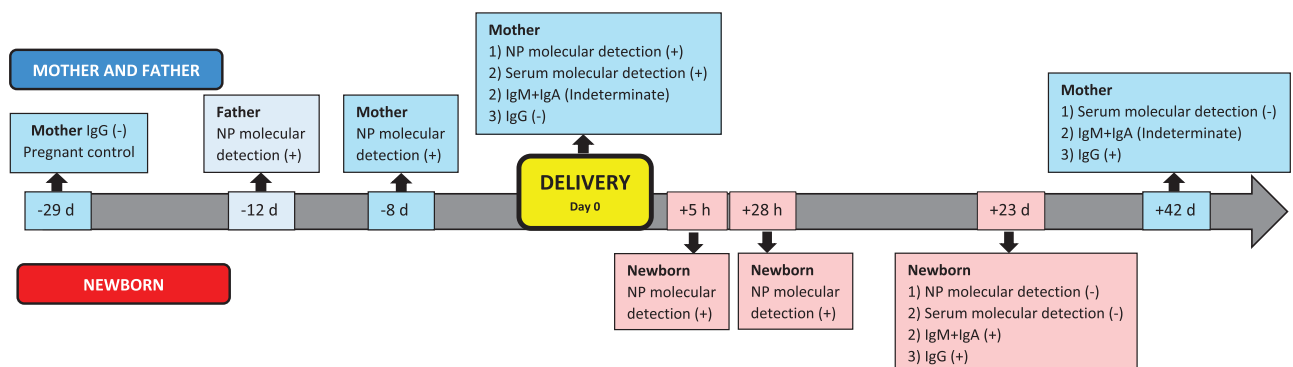 MOTHER AND FATHER
Mother IgG (-)
Pregnant control
Father
NP molecular
detection (+)
Mother
NP molecular
detection (+)
Mother
1) NP molecular detection (+)
2) Serum molecular detection (+)
2) IgM+IgA (Indeterminate)
3) IgG (-)
Mother
1) Serum molecular detection (-)
2) IgM+IgA (Indeterminate)
3) IgG (+)
-29 d
-12 d
-8 d
DELIVERY
Day 0
+5 h
+28 h
+23 d
+42 d
NEWBORN
Newborn
NP molecular
detection (+)
Newborn
NP molecular
detection (+)
Newborn
1) NP molecular detection (-)
2) Serum molecular detection (-)
2) IgM+IgA (+)
3) IgG (+)